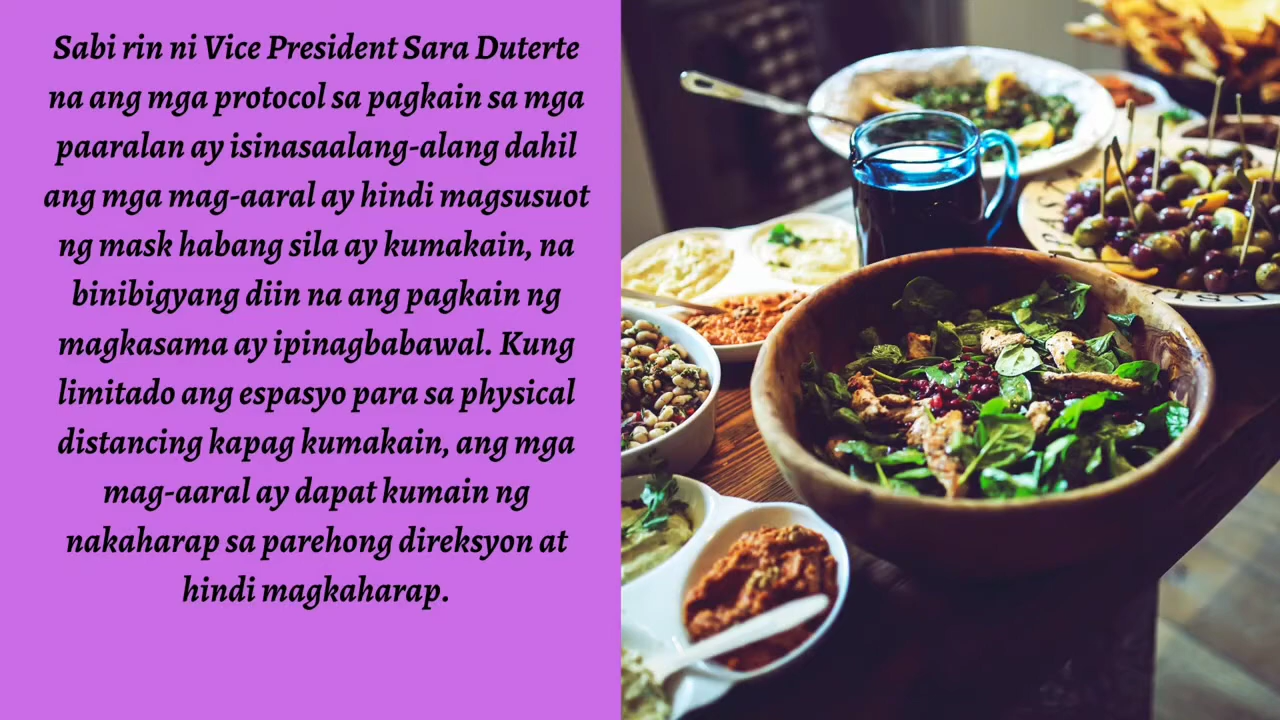 Sabi rin ni Vice President Sara Duterte
na ang mga protocol sa pagkain sa mga
paaralan ay isinasaalang-alang dahil
ang mga mag-aaral ay hindi magsusuot
ng mask habang sila ay kumakain, na
binibigyang diin na ang pagkain ng
magkasama ay ipinagbabawal. Kung
limitado ang espasyo para sa physical
distancing kapag kumakain, ang mga
mag-aaral ay dapat kumain ng
nakaharap sa parehong direksyon at
hindi magkaharap.